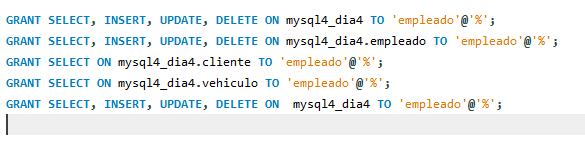 GRANT SELECT, INSERT, UPDATE, DELETE ON mysql4_dia4 TO 'empleado'@'%';
GRANT SELECT, INSERT, UPDATE, DELETE ON mysql4_dia4.empleado TO 'empleado'@'%';
GRANT SELECT ON mysql4_dia4.cliente TO 'empleado'@'%';
GRANT SELECT ON mysql4_dia4.vehiculo TO 'empleado'@'%';
GRANT SELECT, INSERT, UPDATE, DELETE ON  mysql4_dia4 TO 'empleado'@'%';